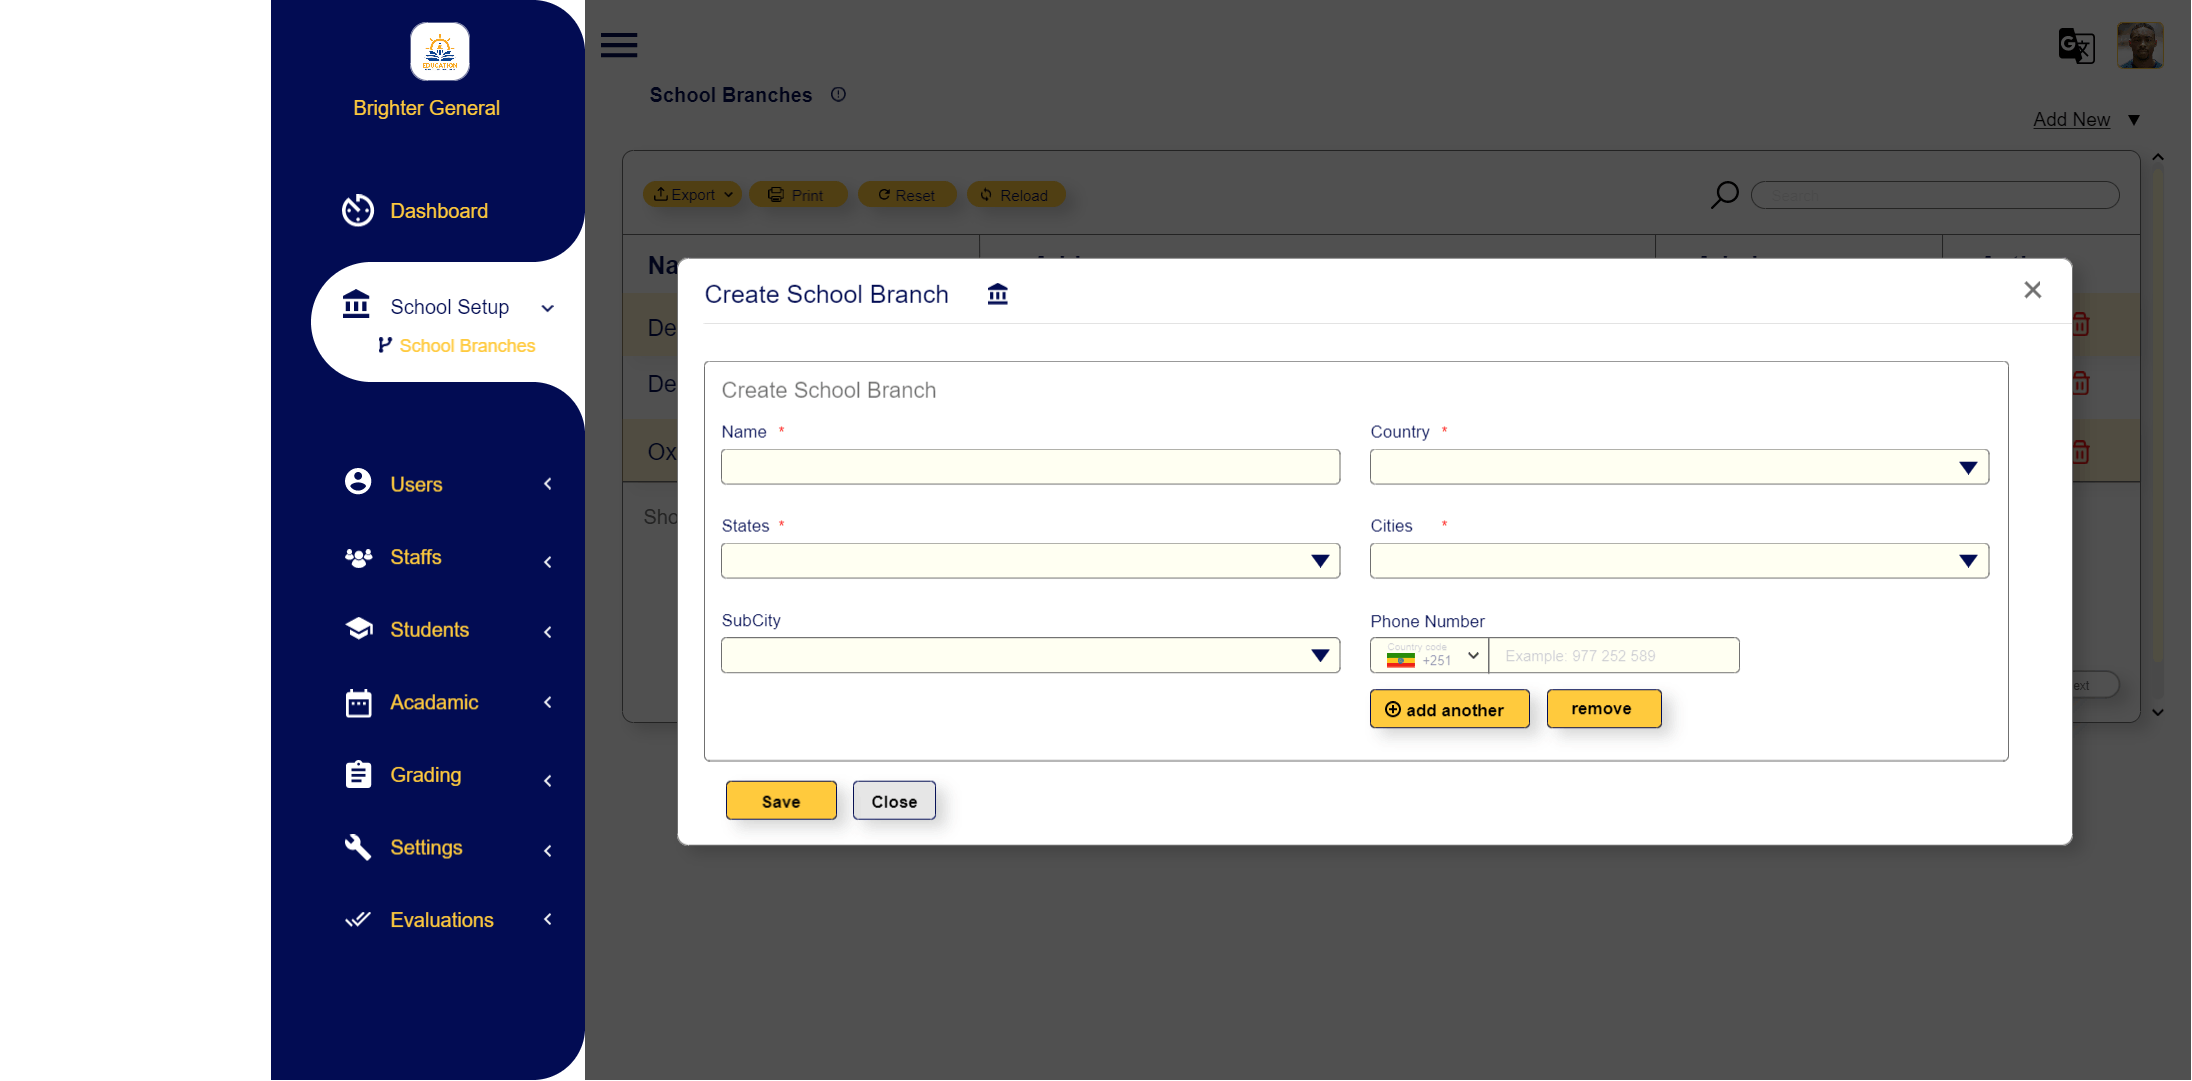 EDUCATION
Brighter General
Dashboard
School Setup
School Branches
Users
Staffs
Students
Acadamic
Grading
Settings
Evaluations
School Branches
Add New
Export
Print
Reset
Reload
Search
Na
De
De
Ox
Sho
ext
Create School Branch
Create School Branch
Name *
Country *
States *
Cities *
SubCity
Phone Number
Country code
+251
Example: 977 252 589
add another
remove
Save
Close